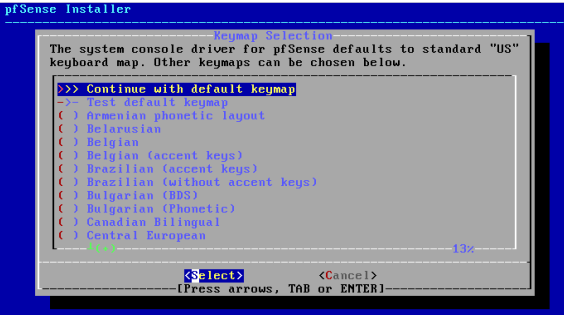 pfSense Installer
Keymap Selection
The system console driver for pfSense defaults to standard "US"
keyboard map. Other keymaps can be chosen below.
>>> Continue with default keymap
->- Test default keymap
( ) Armenian phonetic layout
( ) Belarusian
( ) Belgian
( ) Belgian (accent keys)
( ) Brazilian (accent keys)
( ) Brazilian (without accent keys)
( ) Bulgarian (BDS)
( ) Bulgarian (Phonetic)
( ) Canadian Bilingual
( ) Central European
13%
<Select> <Cancel>
[Press arrows, TAB or ENTER]